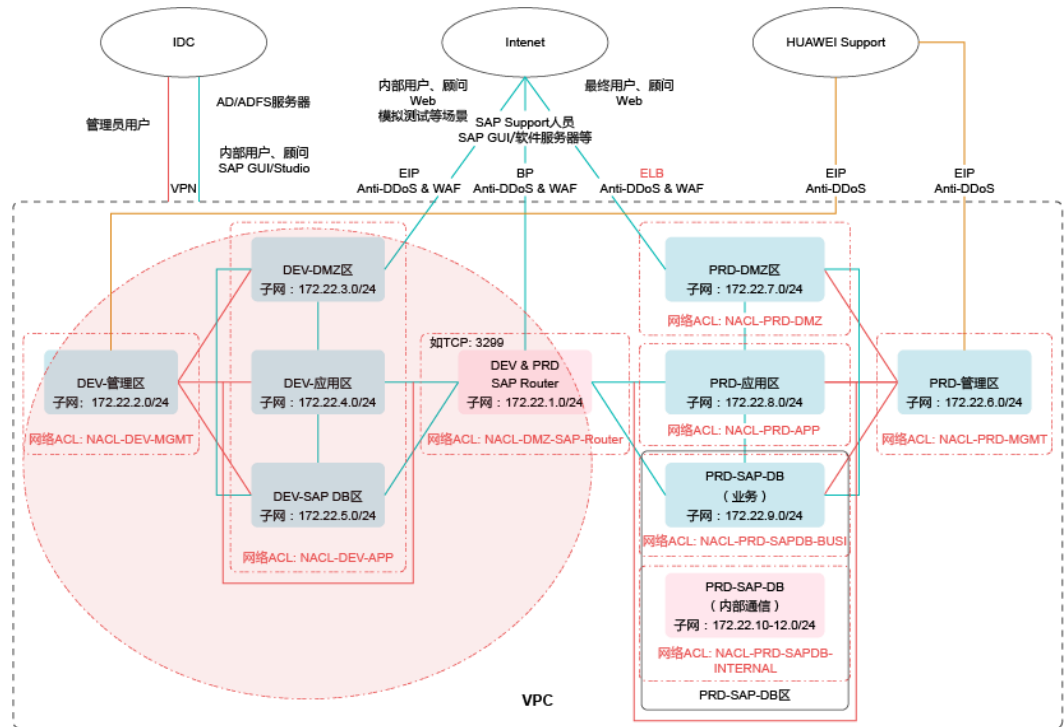 IDC
Intenet
HUAWEI Support
管理员用户
AD/ADFS服务器
内部用户、顾问
SAP GUI/Studio
VPN
内部用户、顾问
Web
模拟测试等场景
SAP Support人员
SAP GUI/软件服务器等
最终用户、顾问
Web
EIP
Anti-DDoS & WAF
BP
Anti-DDoS & WAF
ELB
Anti-DDoS & WAF
EIP
Anti-DDoS
EIP
Anti-DDoS
DEV-DMZ区
子网：172.22.3.0/24
PRD-DMZ区
子网：172.22.7.0/24
网络ACL: NACL-PRD-DMZ
DEV-管理区
子网：172.22.2.0/24
网络ACL: NACL-DEV-MGMT
DEV-应用区
子网：172.22.4.0/24
如TCP: 3299
DEV & PRD
SAP Router
子网：172.22.1.0/24
网络ACL: NACL-DMZ-SAP-Router
PRD-应用区
子网：172.22.8.0/24
网络ACL: NACL-PRD-APP
PRD-管理区
子网：172.22.6.0/24
网络ACL: NACL-PRD-MGMT
DEV-SAP DB区
子网：172.22.5.0/24
网络ACL: NACL-DEV-APP
PRD-SAP-DB
（业务）
子网：172.22.9.0/24
网络ACL: NACL-PRD-SAPDB-BUSI
PRD-SAP-DB
（内部通信）
子网：172.22.10-12.0/24
网络ACL: NACL-PRD-SAPDB-
INTERNAL
PRD-SAP-DB区
VPC